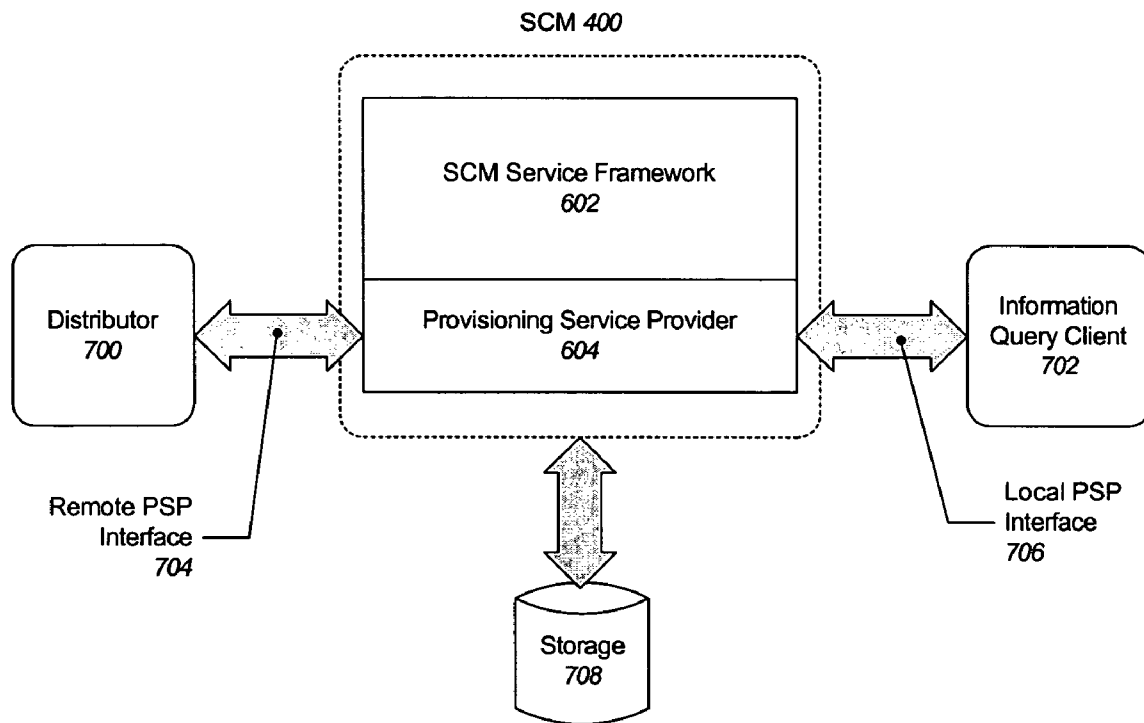 SCM 400
SCM Service Framework
602
Distributor
700
Provisioning Service Provider
604
Information
Query Client
702
Remote PSP
Interface
704
Local PSP
Interface
706
Storage
708